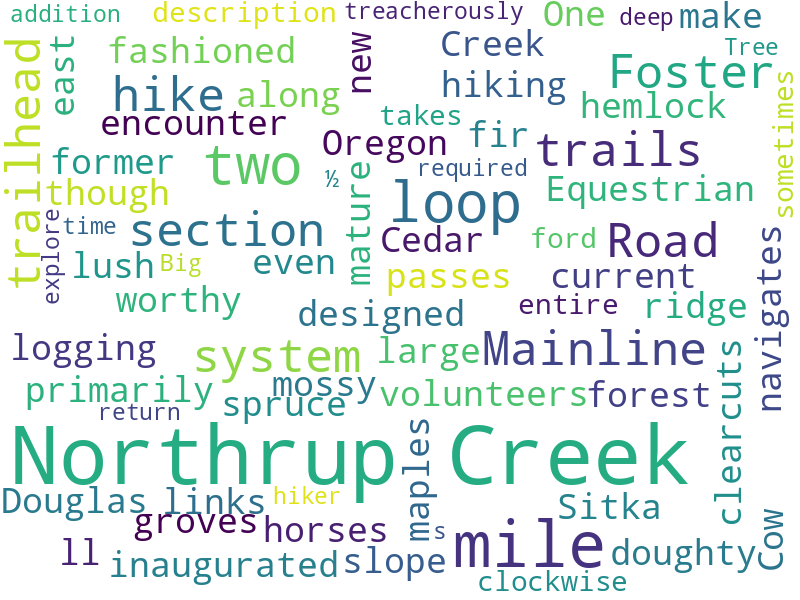 addition description treacherously One deep make
trailhead east fashioned new Creek Tree
hike along hiking Foster sometimes
encounter takes hemlock
former two Oregon fir trails
though ½ mature required Equestrian
explore time section loop Cedar ford Road
lush Big even passes current navigates
worthy designed entire ridge
logging system large Mainline
primarily mossy volunteers forest clearcuts
return spruce maples
Northrup Creek
Douglas links hiker Sitka Cow
groves horses s mile
ll inaugurated slope doughty
clockwise